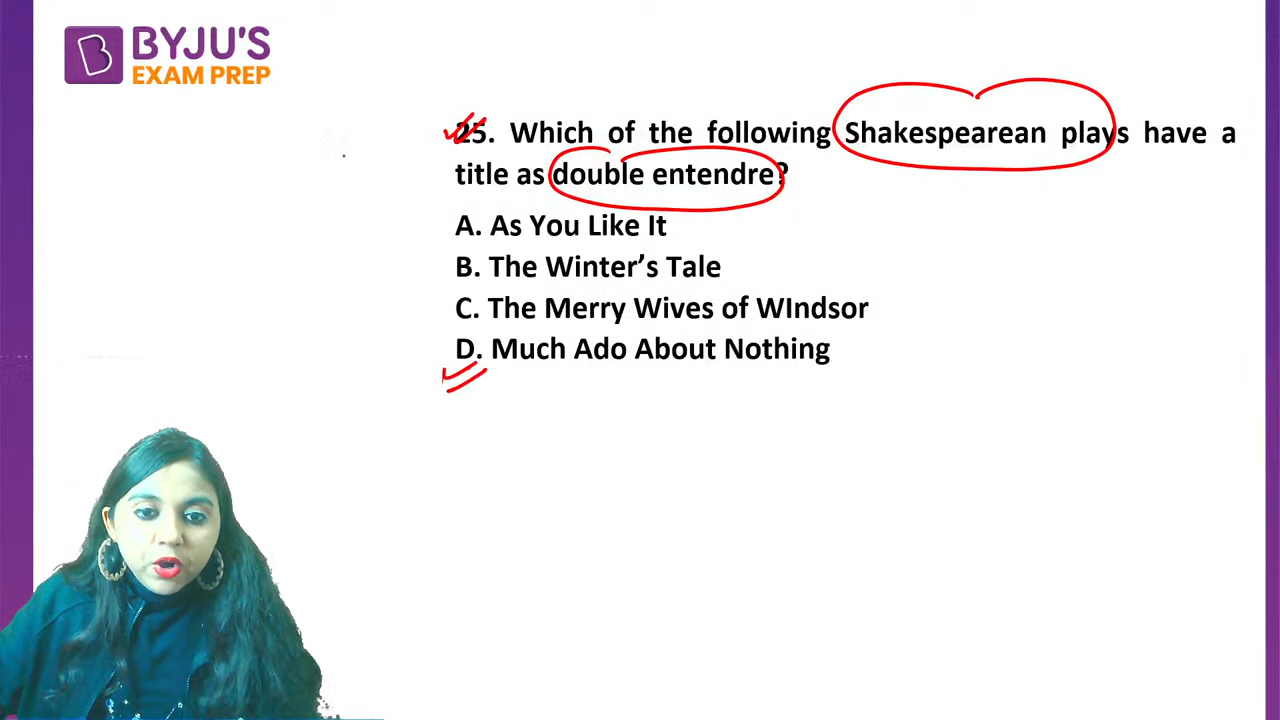 BYJU'S
EXAM PREP
25. Which of the following Shakespearean plays have a
title as double entendre?
A. As You Like It
B. The Winter’s Tale
C. The Merry Wives of WIndsor
D. Much Ado About Nothing